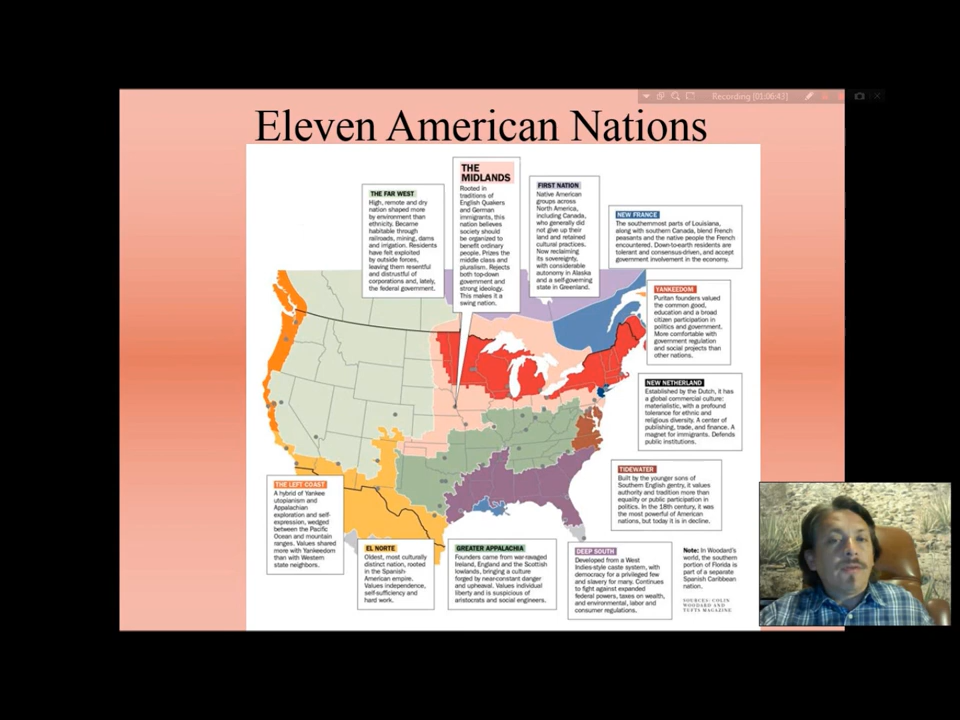 Recording [01:06:43]
Eleven American Nations
THE FAR WEST
High, remote and dry
nation shaped more
by environment than
ethnicity. Became
habitable through
railroads, mining, dams
and irrigation. Residents
have felt exploited
by outside forces,
leaving them resentful
and distrustful of
corporations and, lately,
the federal government.
THE
MIDLANDS
Rooted in
traditions of
English Quakers
and German
immigrants, this
nation believes
society should
be organized to
benefit ordinary
people. Prizes the
middle class and
pluralism. Rejects
both top-down
government and
strong ideology.
This makes it a
swing nation.
FIRST NATION
Native American
groups across
North America,
including Canada,
who generally did
not give up their
land and retained
cultural practices.
Now reclaiming
its sovereignty,
with considerable
autonomy in Alaska
and a self-governing
state in Greenland.
NEW FRANCE
The southernmost parts of Louisiana,
along with southern Canada, blend French
peasants and the native people the French
encountered. Down-to-earth residents are
tolerant and consensus-driven, and accept
government involvement in the economy.
YANKEEDOM
Puritan founders valued
the common good,
education and a broad
citizen participation in
politics and government.
More comfortable with
government regulation
and social projects than
other nations.
NEW NETHERLAND
Established by the Dutch, it has
a global commercial culture:
materialistic, with a profound
tolerance for ethnic and
religious diversity. A center of
publishing, trade, and finance. A
magnet for immigrants. Defends
public institutions.
TIDEWATER
Built by the younger sons of
Southern English gentry, it values
authority and tradition more than
equality or public participation in
politics. In the 18th century, it was
the most powerful of American
nations, but today it is in decline.
THE LEFT COAST
A hybrid of Yankee
utopianism and
Appalachian
exploration and self-
expression, wedged
between the Pacific
Ocean and mountain
ranges. Values shared
more with Yankeedom
than with Western
state neighbors.
EL NORTE
Oldest, most culturally
distinct nation, rooted
in the Spanish-
American empire.
Values independence,
self-sufficiency and
hard work.
GREATER APPALACHIA
Founders came from war-ravaged
Ireland, England and the Scottish
lowlands, bringing a culture
forged by near-constant danger
and upheaval. Values individual
liberty and is suspicious of
aristocrats and social engineers.
DEEP SOUTH
Developed from a West
Indies-style caste system, with
democracy for a privileged few
and slavery for many. Continues
to fight against expanded
federal powers, taxes on wealth,
and environmental, labor and
consumer regulations.
Note: In Woodard's
world, the southern
portion of Florida is
part of a separate
Spanish Caribbean
nation.
SOURCES: COLIN
WOODARD AND
TUFTS MAGAZINE